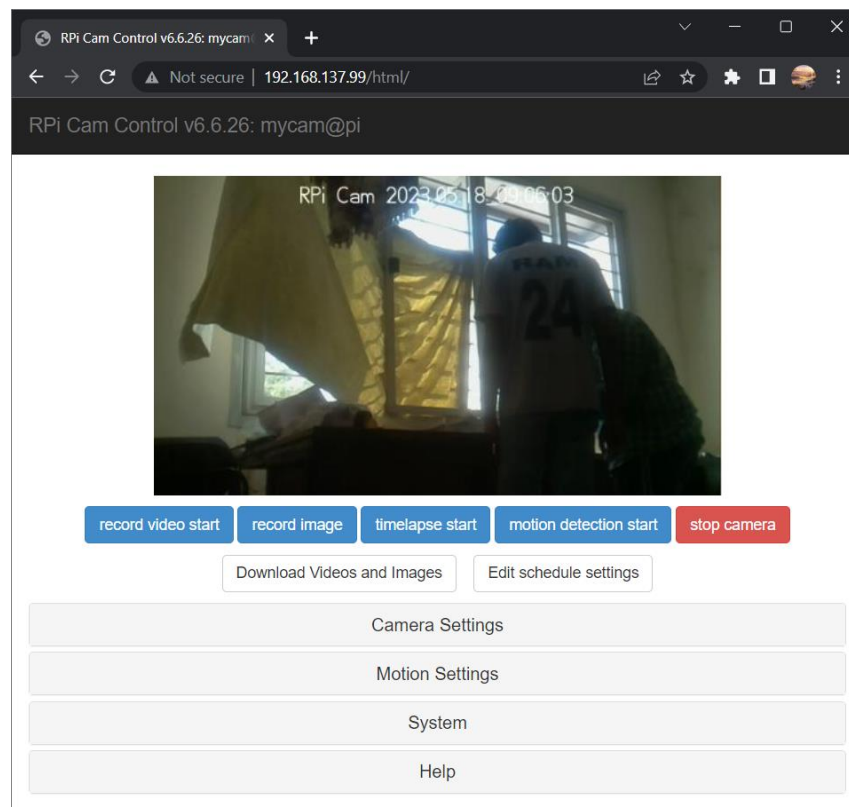 RPi Cam Control v6.6.26: mycam@
Not secure | 192.168.137.99/html/
RPi Cam Control v6.6.26: mycam@pi
RPi Cam 2023.05.18_09:06:03
RAM
24
record video start record image timelapse start motion detection start stop camera
Download Videos and Images Edit schedule settings
Camera Settings
Motion Settings
System
Help